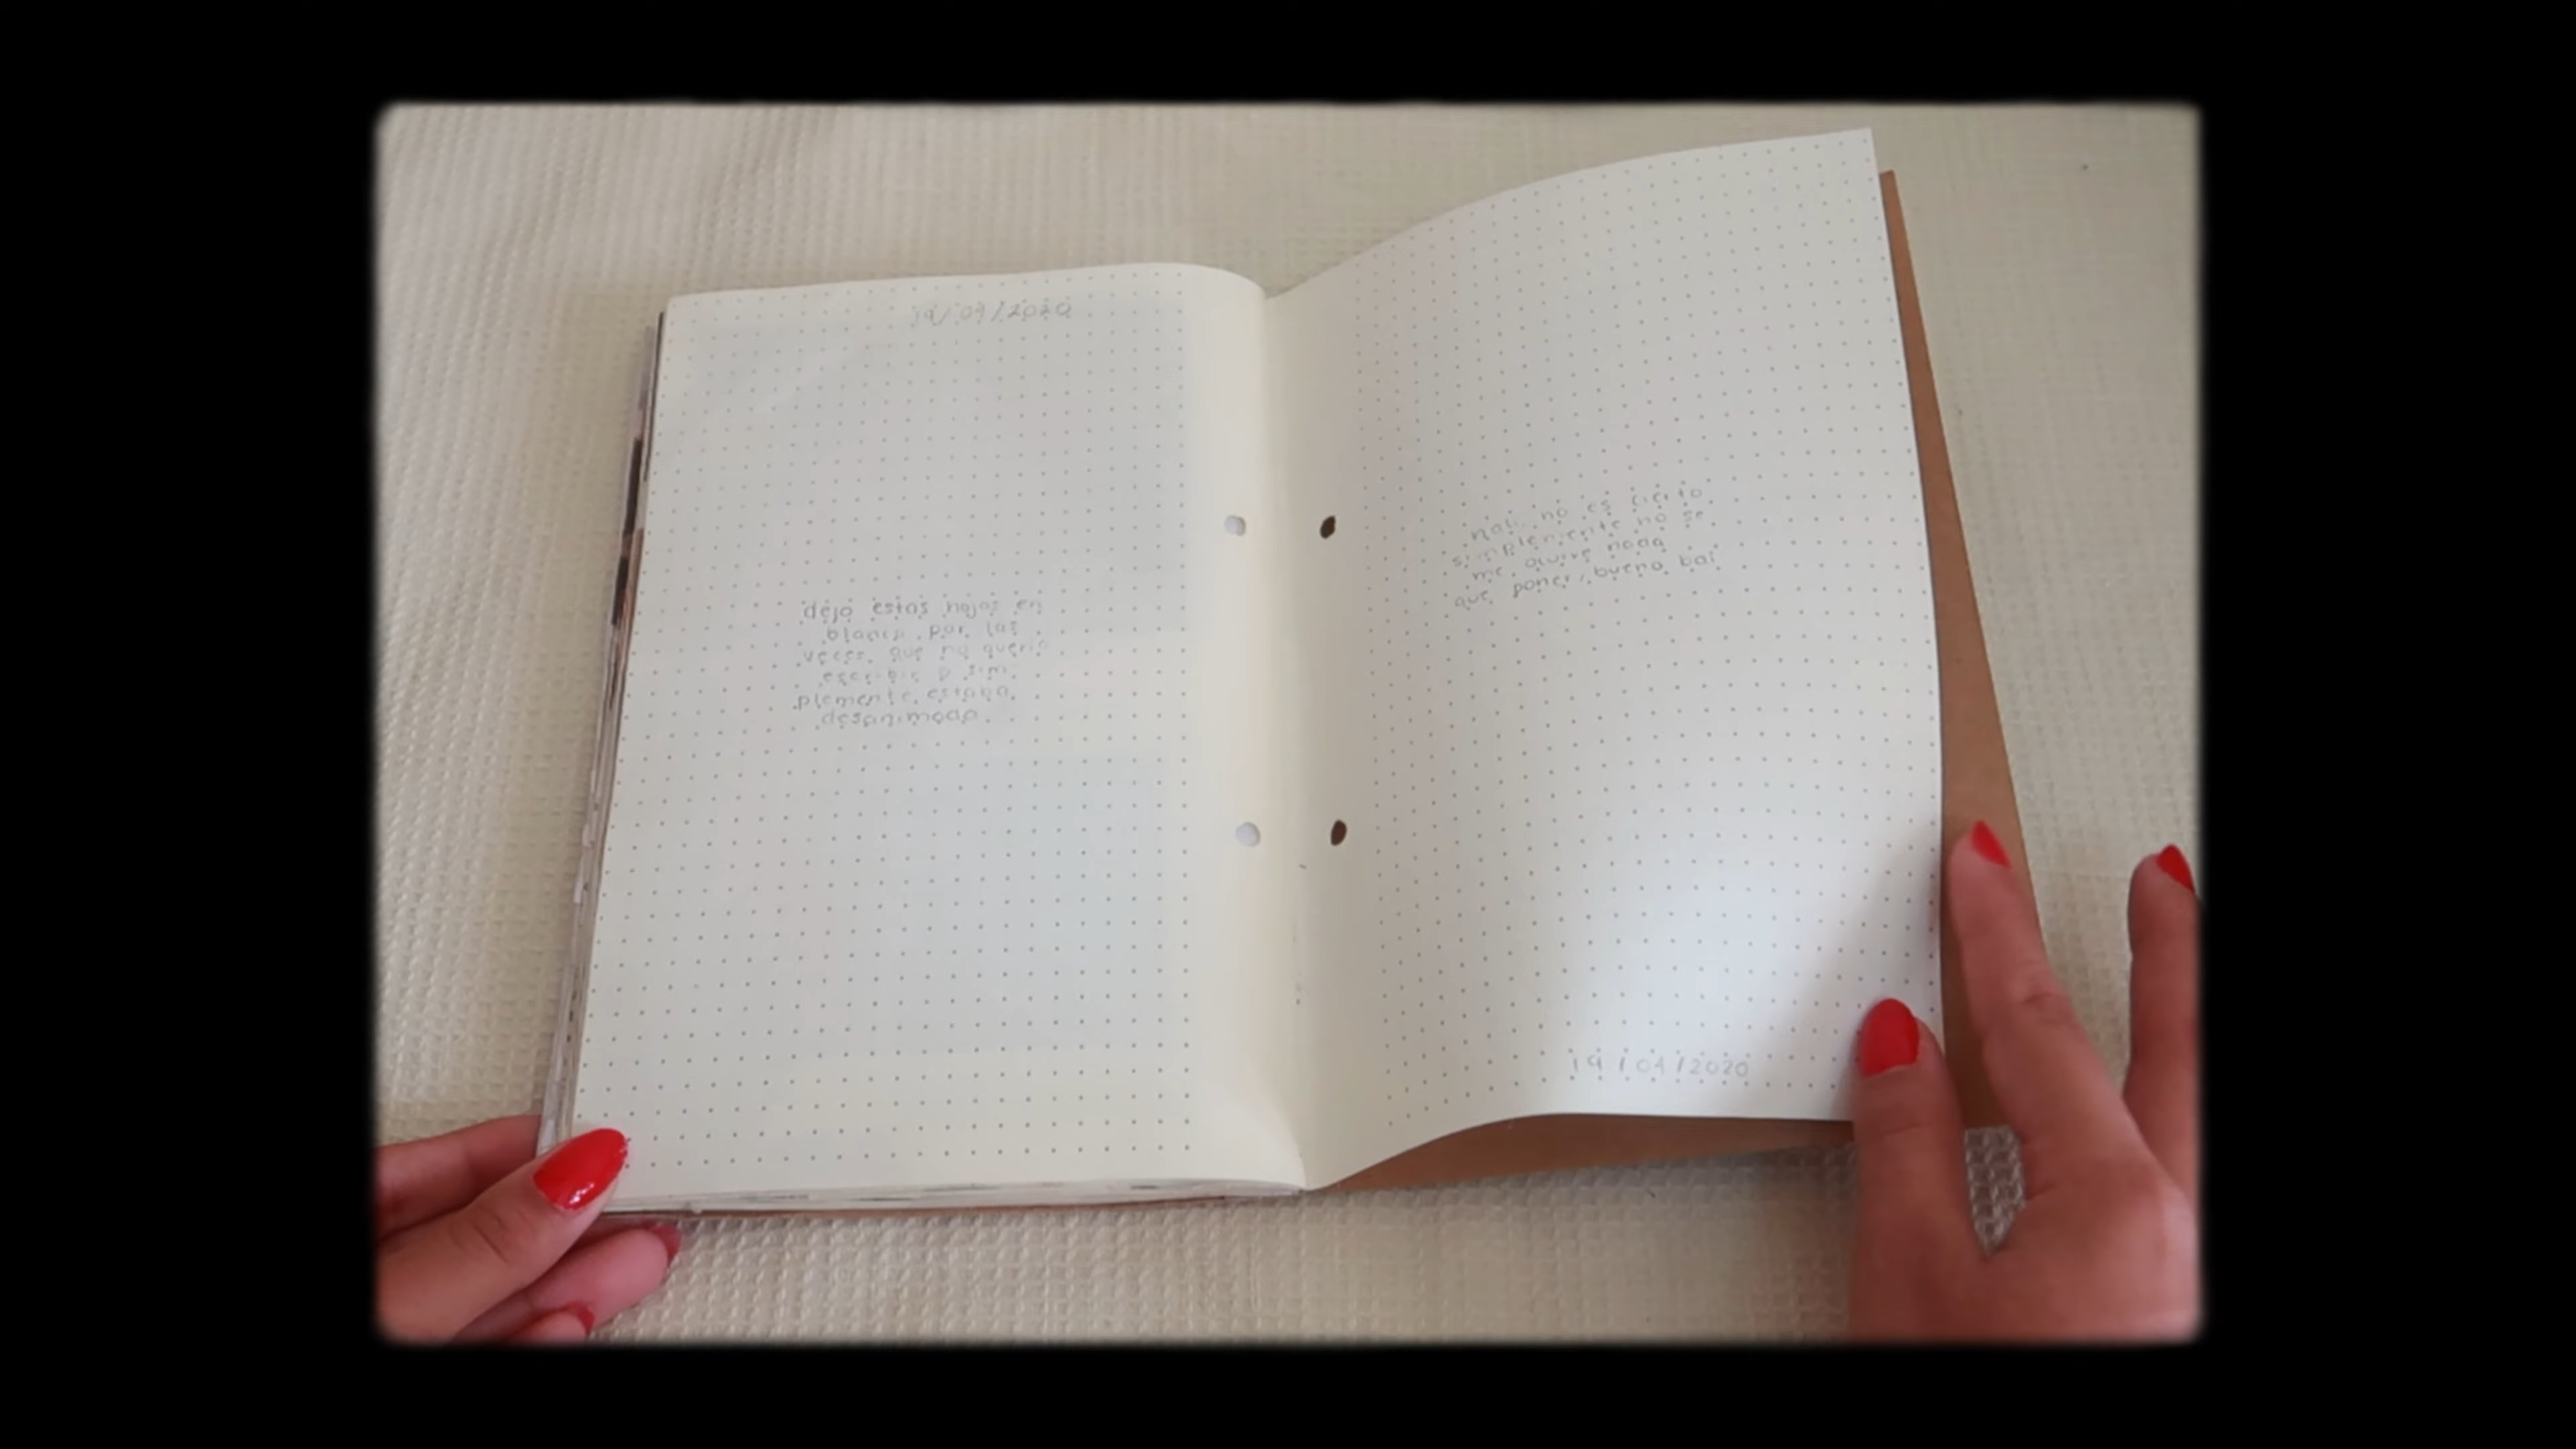 19/04/2020
dejo estas hojas en
blanco por las
veces que no quería
escribir o sim
plemente estaba
desanimada.
no es cierto
simplemente no se
me ocurre nada
que poner, bueno bai
19/04/2020